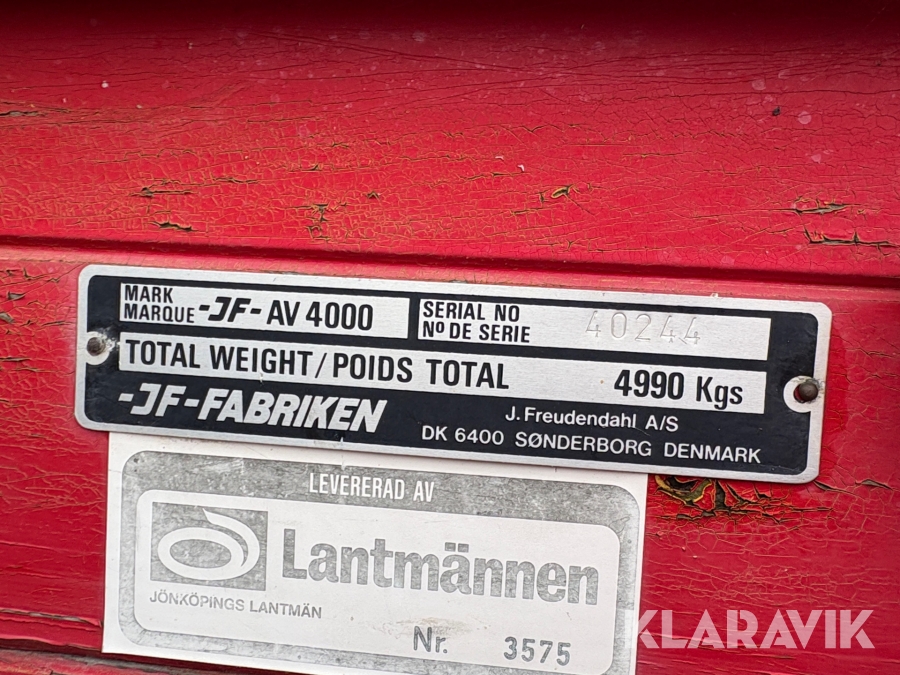 MARK
MARQUE -JF- AV 4000
SERIAL NO
Nº DE SERIE 40244
TOTAL WEIGHT/POIDS TOTAL 4990 Kgs
-JF-FABRIKEN
J. Freudendahl A/S
DK 6400 SØNDERBORG DENMARK
LEVERERAD AV
Lantmännen
JÖNKÖPINGS LANTMÄN
Nr. 3575
KLARAVIK